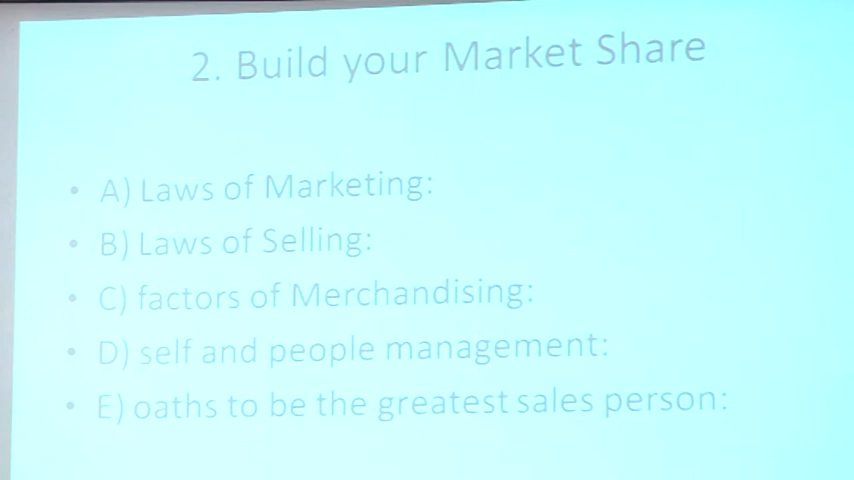 2. Build your Market Share
• A) Laws of Marketing:
• B) Laws of Selling:
• C) factors of Merchandising:
• D) self and people management:
• E) oaths to be the greatest sales person: